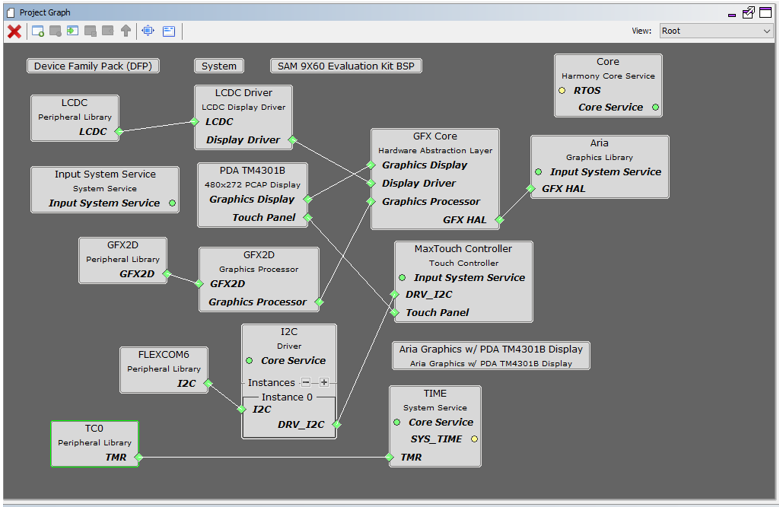 Project Graph
View: Root
Device Family Pack (DFP)
System
SAM 9X60 Evaluation Kit BSP
Core
Harmony Core Service
RTOS
Core Service
LCDC
Peripheral Library
LCDC
LCDC Driver
LCDC Display Driver
LCDC
Display Driver
GFX Core
Hardware Abstraction Layer
Graphics Display
Display Driver
Graphics Processor
GFX HAL
Aria
Graphics Library
Input System Service
GFX HAL
Input System Service
System Service
Input System Service
PDA TM4301B
480x272 PCAP Display
Graphics Display
Touch Panel
GFX2D
Peripheral Library
GFX2D
GFX2D
Graphics Processor
GFX2D
Graphics Processor
MaxTouch Controller
Touch Controller
Input System Service
DRV_I2C
Touch Panel
I2C
Driver
Core Service
Instances
Instance 0
I2C
DRV_I2C
FLEXCOM6
Peripheral Library
I2C
Aria Graphics w/ PDA TM4301B Display
Aria Graphics w/ PDA TM4301B Display
TIME
System Service
Core Service
SYS_TIME
TMR
TC0
Peripheral Library
TMR